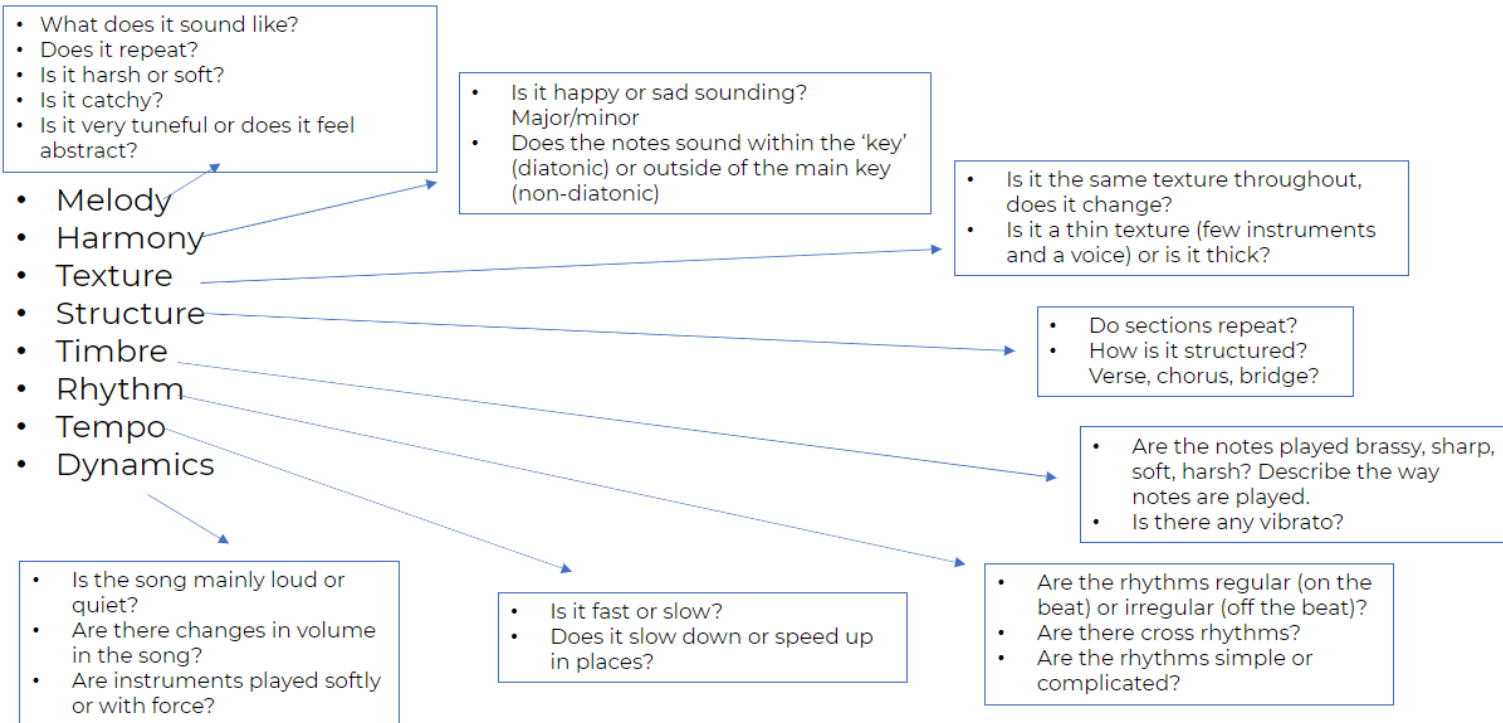 • What does it sound like?
• Does it repeat?
• Is it harsh or soft?
• Is it catchy?
• Is it very tuneful or does it feel
abstract?
• Is it happy or sad sounding?
Major/minor
• Does the notes sound within the ‘key’
(diatonic) or outside of the main key
(non-diatonic)
• Is it the same texture throughout,
does it change?
• Is it a thin texture (few instruments
and a voice) or is it thick?
• Melody
• Harmony
• Texture
• Structure
• Timbre
• Rhythm
• Tempo
• Dynamics
• Do sections repeat?
• How is it structured?
Verse, chorus, bridge?
• Are the notes played brassy, sharp,
soft, harsh? Describe the way
notes are played.
• Is there any vibrato?
• Is the song mainly loud or
quiet?
• Are there changes in volume
in the song?
• Are instruments played softly
or with force?
• Is it fast or slow?
• Does it slow down or speed up
in places?
• Are the rhythms regular (on the
beat) or irregular (off the beat)?
• Are there cross rhythms?
• Are the rhythms simple or
complicated?